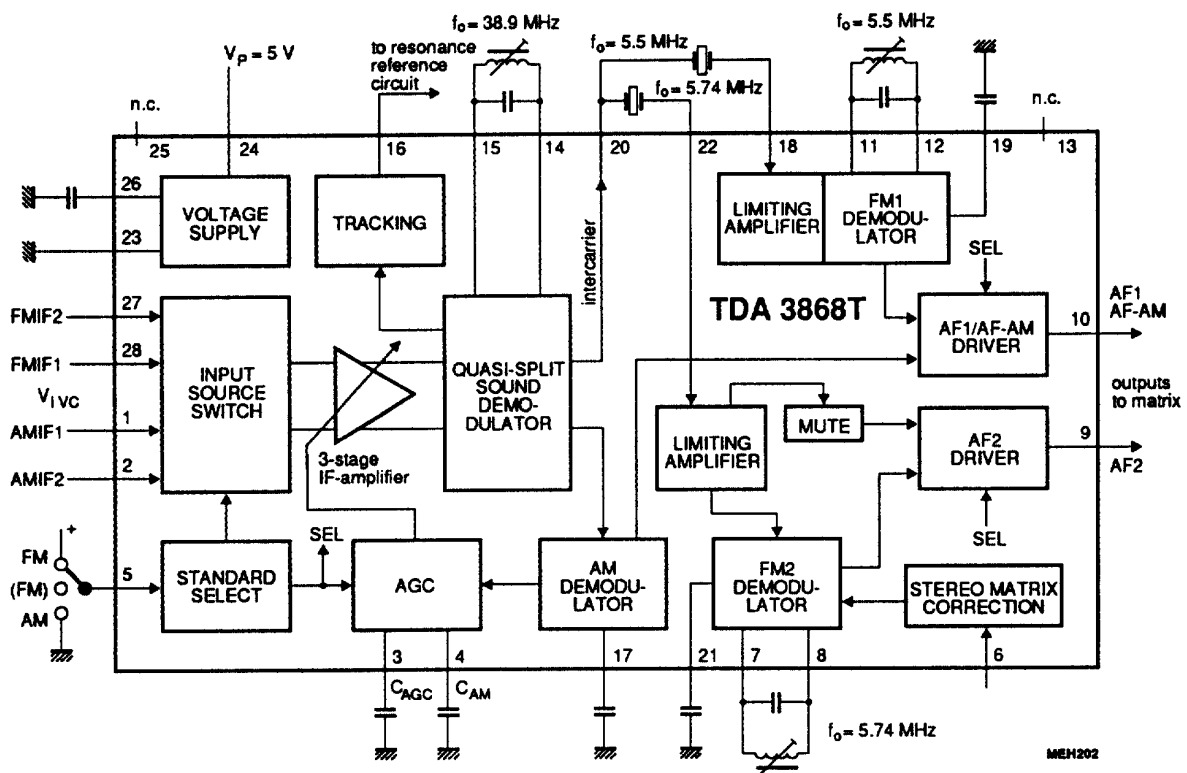 f₀ = 38.9 MHz
f₀ = 5.5 MHz
f₀ = 5.5 MHz
Vₚ = 5 V
to resonance
reference
circuit
f₀ = 5.74 MHz
n.c.
n.c.
25
24
16
15
14
20
22
18
11
12
19
13
26
23
VOLTAGE
SUPPLY
TRACKING
LIMITING
AMPLIFIER
FM1
DEMODU-
LATOR
intercarrier
SEL
TDA 3868T
FMIF2
27
FMIF1
28
V I VC
AMIF1
1
AMIF2
2
INPUT
SOURCE
SWITCH
3-stage
IF-amplifier
QUASI-SPLIT
SOUND
DEMO-
DULATOR
AF1/AF-AM
DRIVER
10
AF1
AF-AM
outputs
to matrix
LIMITING
AMPLIFIER
MUTE
AF2
DRIVER
9
AF2
SEL
SEL
+
FM
(FM)
AM
5
STANDARD
SELECT
AGC
AM
DEMODU-
LATOR
FM2
DEMODU-
LATOR
STEREO MATRIX
CORRECTION
3
4
17
21
7
8
6
C AGC
C AM
f₀ = 5.74 MHz
MEH202